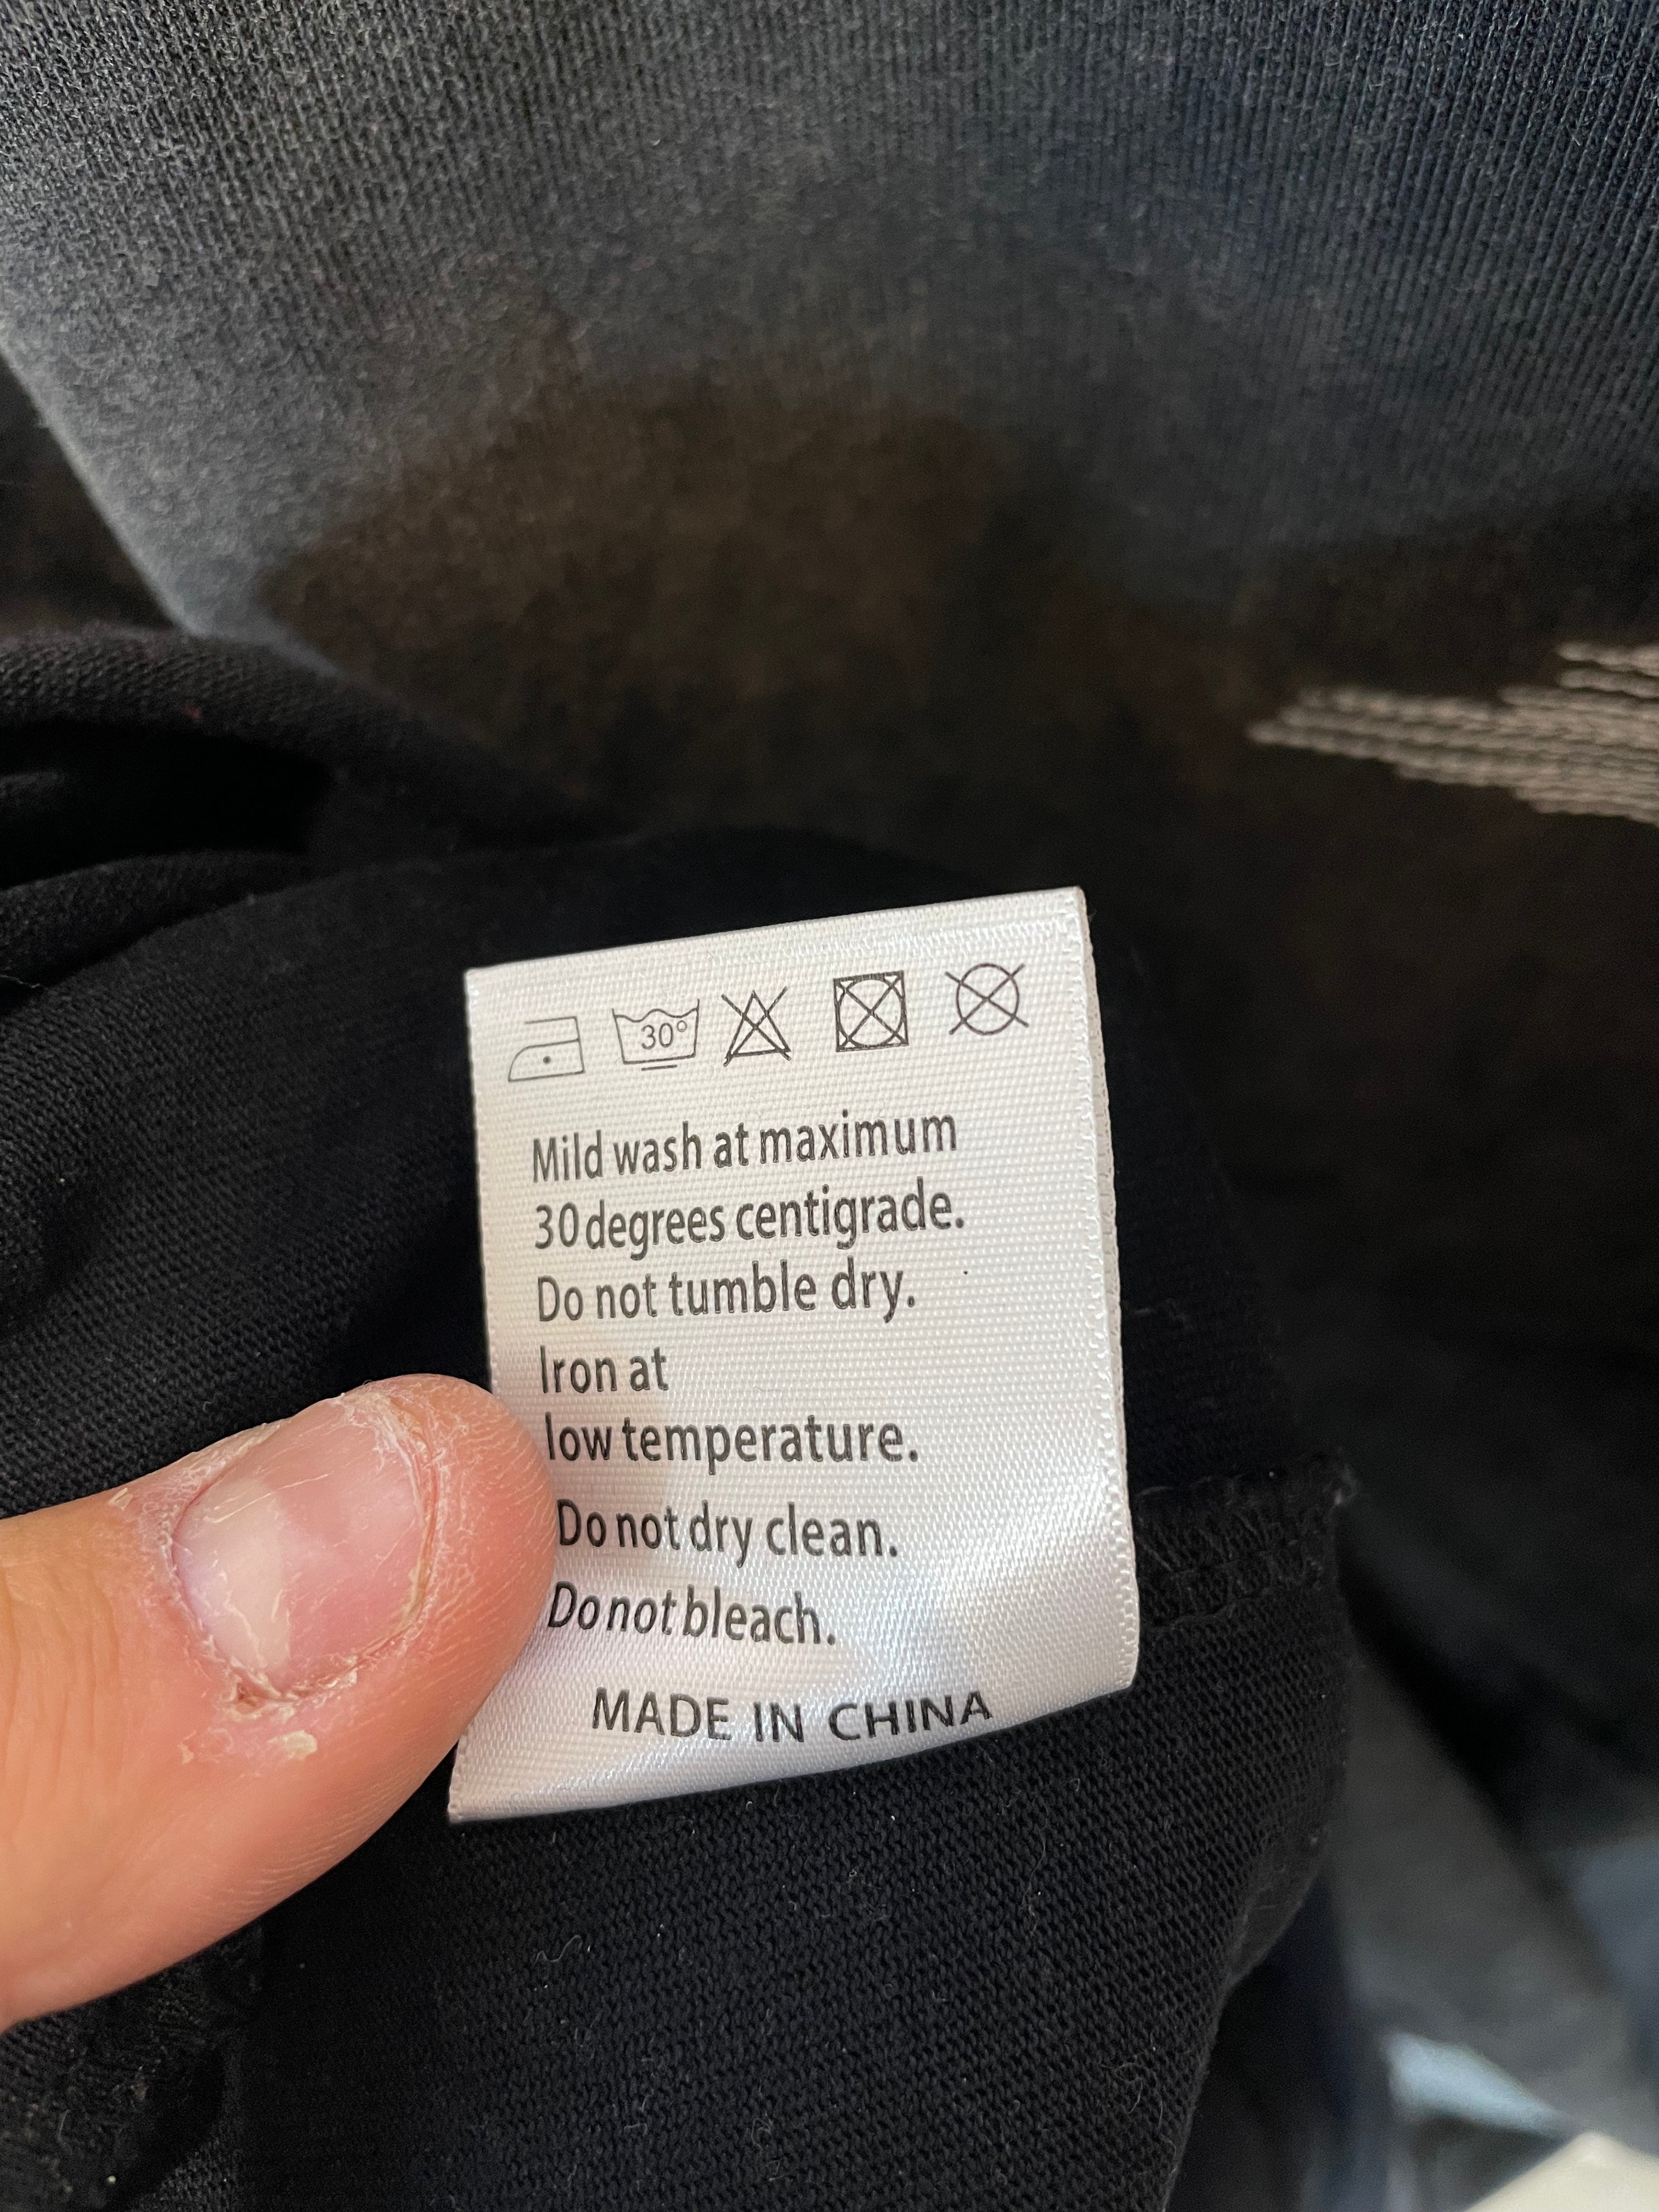 30°
Mild wash at maximum
30 degrees centigrade.
Do not tumble dry.
Iron at
low temperature.
Do not dry clean.
Do not bleach.
MADE IN CHINA